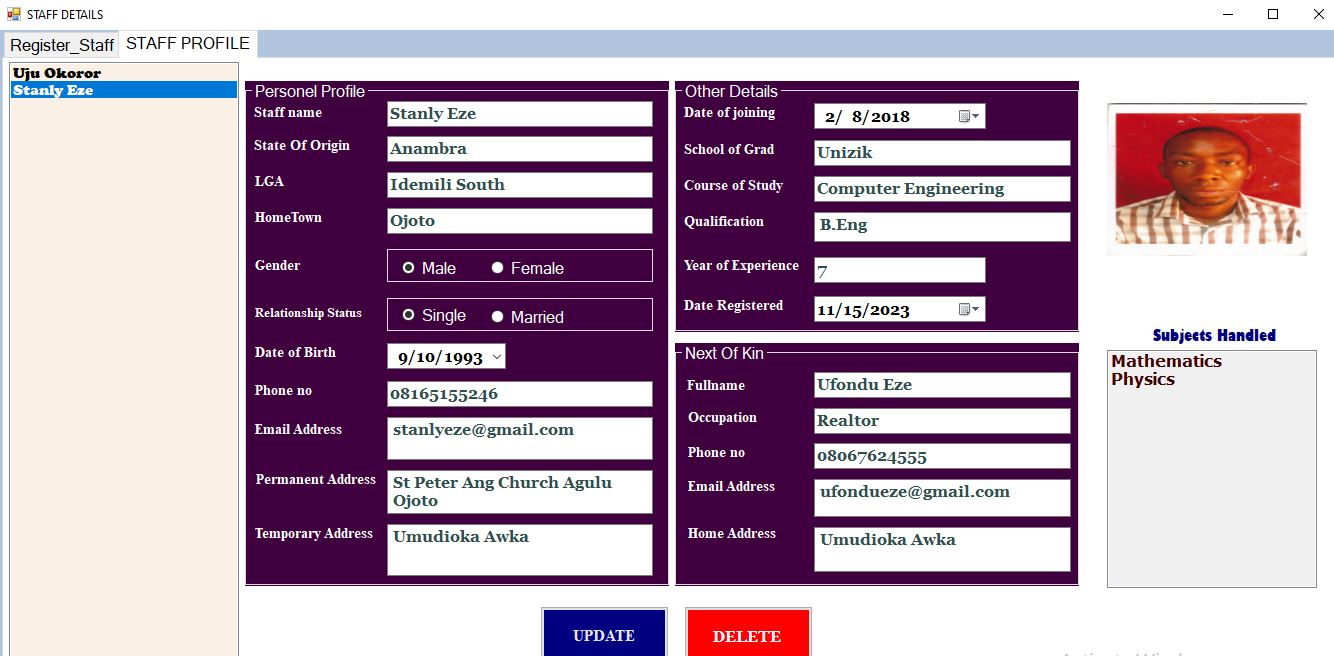 STAFF DETAILS
Register_Staff
STAFF PROFILE
Uju Okoror
Stanly Eze
Personel Profile
Staff name
Stanly Eze
State Of Origin
Anambra
LGA
Idemili South
HomeTown
Ojoto
Gender
Male
Female
Relationship Status
Single
Married
Date of Birth
9/10/1993
Phone no
08165155246
Email Address
stanlyeze@gmail.com
Permanent Address
St Peter Ang Church Agulu
Ojoto
Temporary Address
Umudioka Awka
Other Details
Date of joining
2/ 8/2018
School of Grad
Unizik
Course of Study
Computer Engineering
Qualification
B.Eng
Year of Experience
7
Date Registered
11/15/2023
Next Of Kin
Fullname
Ufondu Eze
Occupation
Realtor
Phone no
08067624555
Email Address
ufondueze@gmail.com
Home Address
Umudioka Awka
Subjects Handled
Mathematics
Physics
UPDATE
DELETE